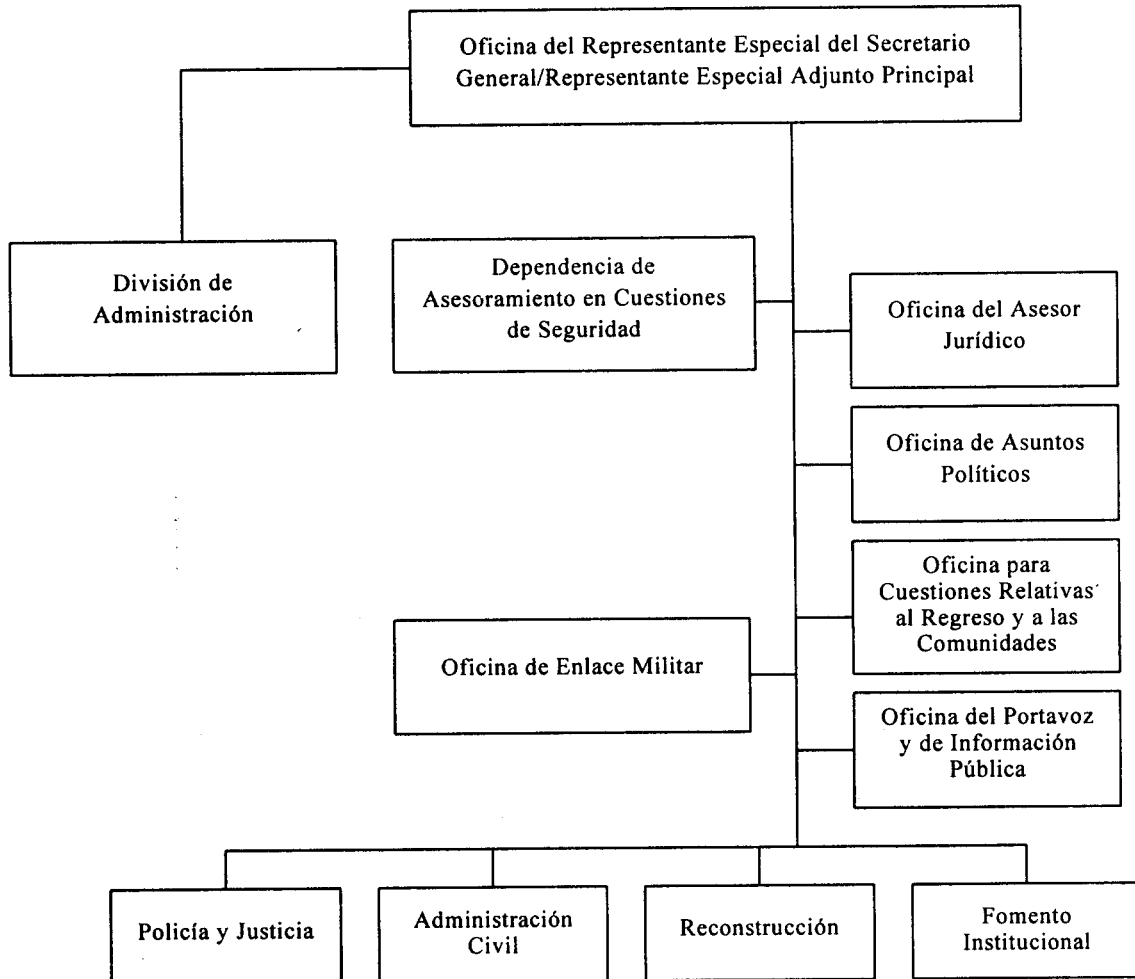 Oficina del Representante Especial del Secretario
General/Representante Especial Adjunto Principal
División de
Administración
Dependencia de
Asesoramiento en Cuestiones
de Seguridad
Oficina del Asesor
Jurídico
Oficina de Asuntos
Políticos
Oficina para
Cuestiones Relativas
al Regreso y a las
Comunidades
Oficina de Enlace Militar
Oficina del Portavoz
y de Información
Pública
Policía y Justicia
Administración
Civil
Reconstrucción
Fomento
Institucional